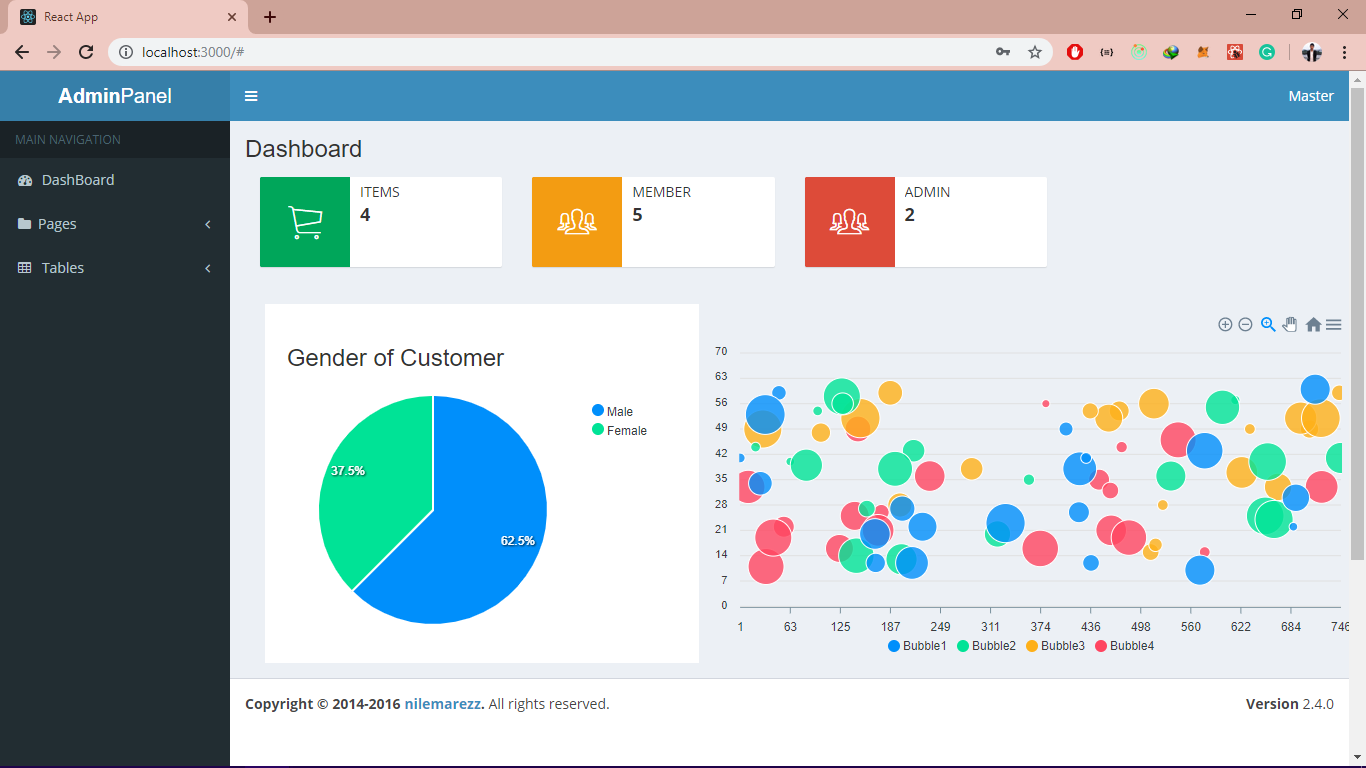 React App
localhost:3000/#
AdminPanel
Master
MAIN NAVIGATION
DashBoard
Pages
Tables
Dashboard
ITEMS
4
MEMBER
5
ADMIN
2
Gender of Customer
Male
Female
37.5%
62.5%
70
63
56
49
42
35
28
21
14
7
0
1 63 125 187 249 311 374 436 498 560 622 684 746
Bubble1 Bubble2 Bubble3 Bubble4
Copyright © 2014-2016 nilemarezz. All rights reserved.
Version 2.4.0